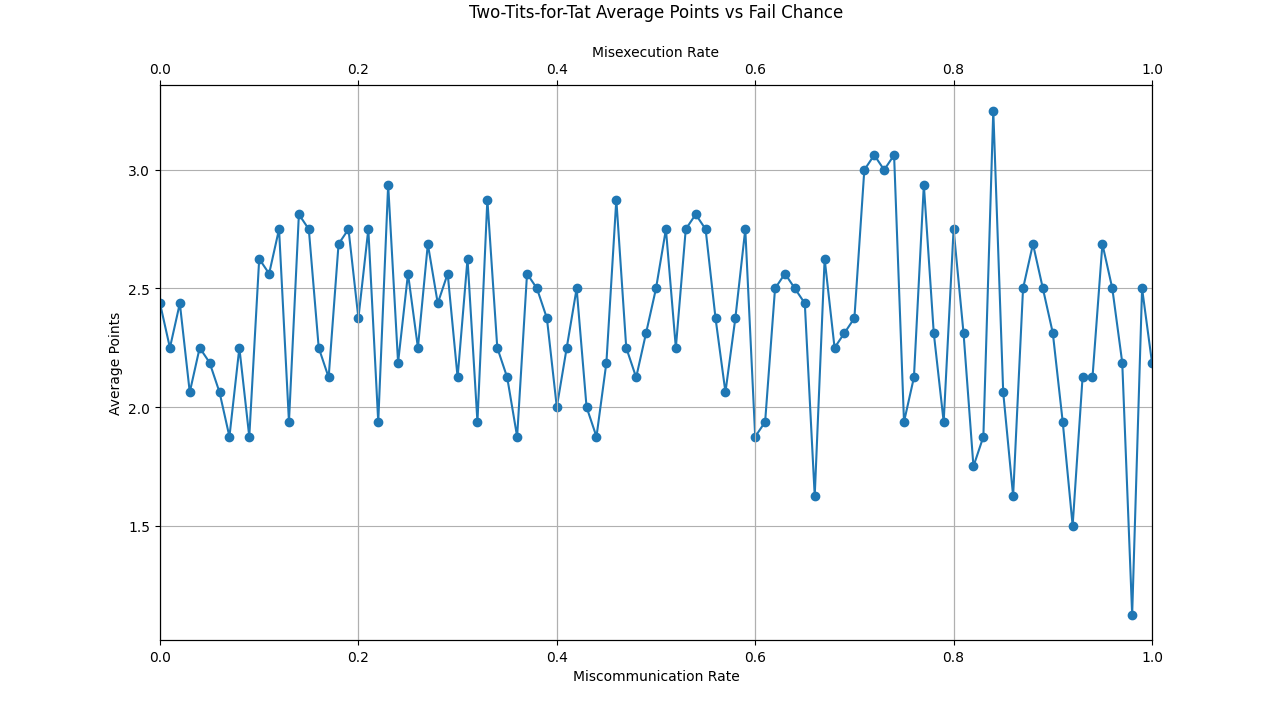 Two-Tits-for-Tat Average Points vs Fail Chance
Misexecution Rate
0.0 0.2 0.4 0.6 0.8 1.0
Average Points
3.0
2.5
2.0
1.5
0.0 0.2 0.4 0.6 0.8 1.0
Miscommunication Rate